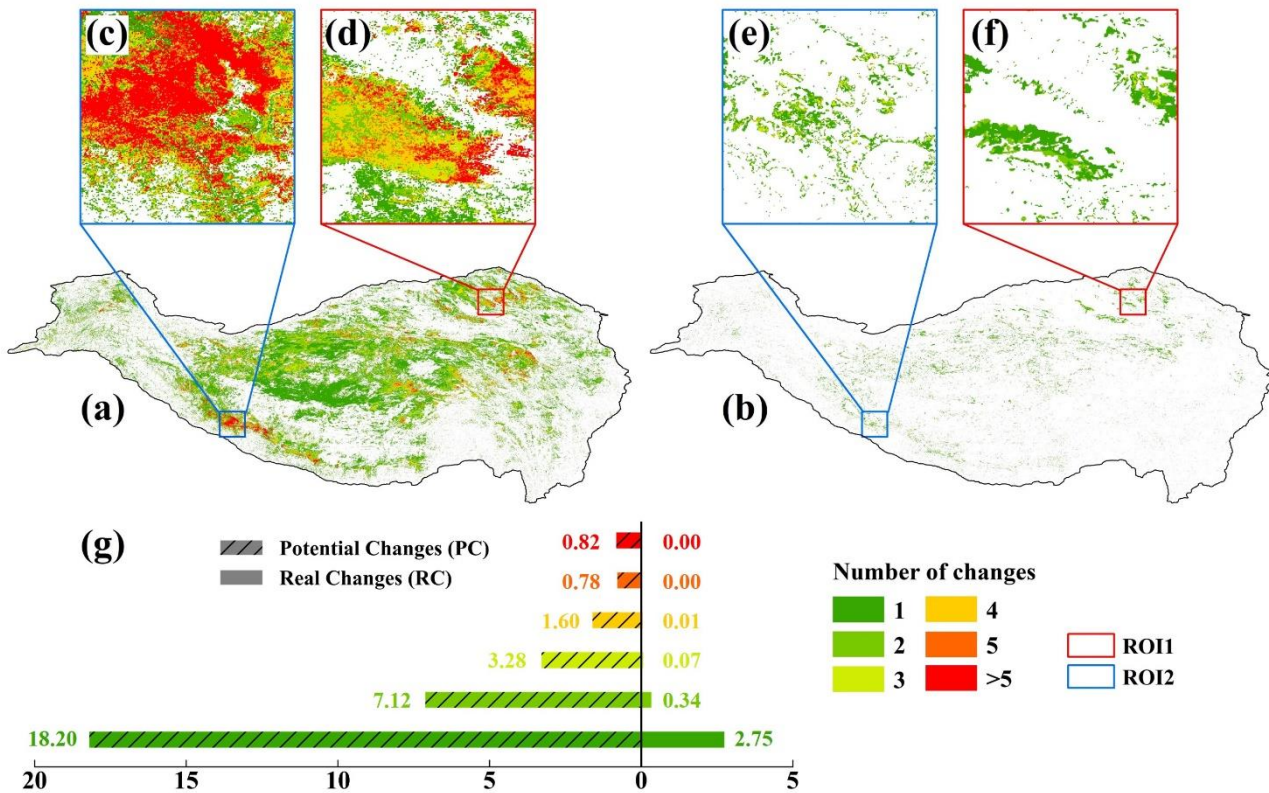 (c)
(d)
(e)
(f)
(a)
(b)
(g)
Potential Changes (PC)
Real Changes (RC)
0.82 0.00
0.78 0.00
1.60 0.01
3.28 0.07
7.12 0.34
18.20 2.75
20 15 10 5 0 5
Number of changes
1 4
2 5
3 >5
ROI1
ROI2